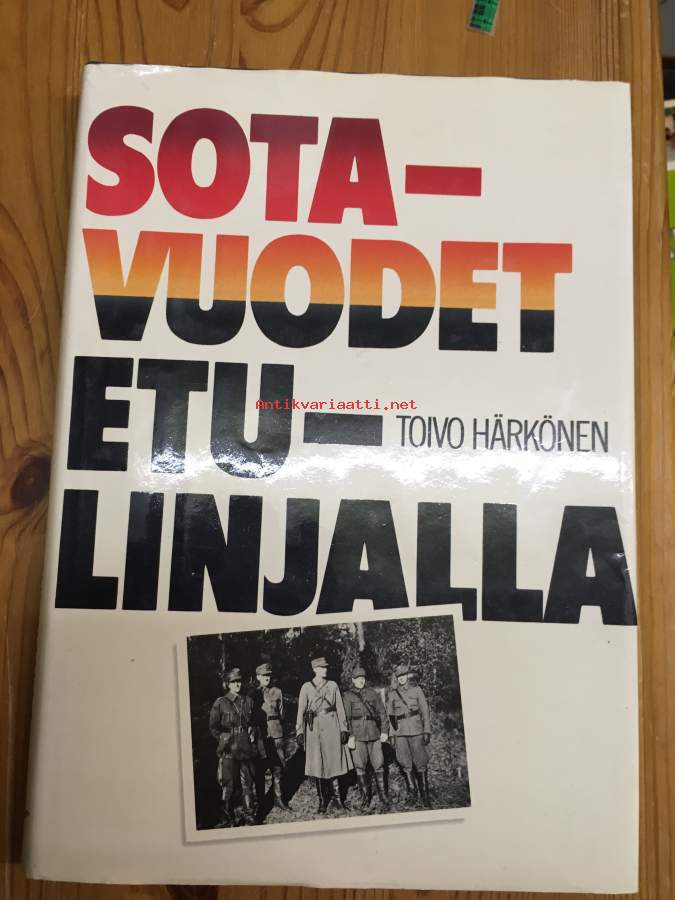 SOTA–
VUODET
ETU–
Antikvariaatti.net
TOIVO HÄRKÖNEN
LINJALLA